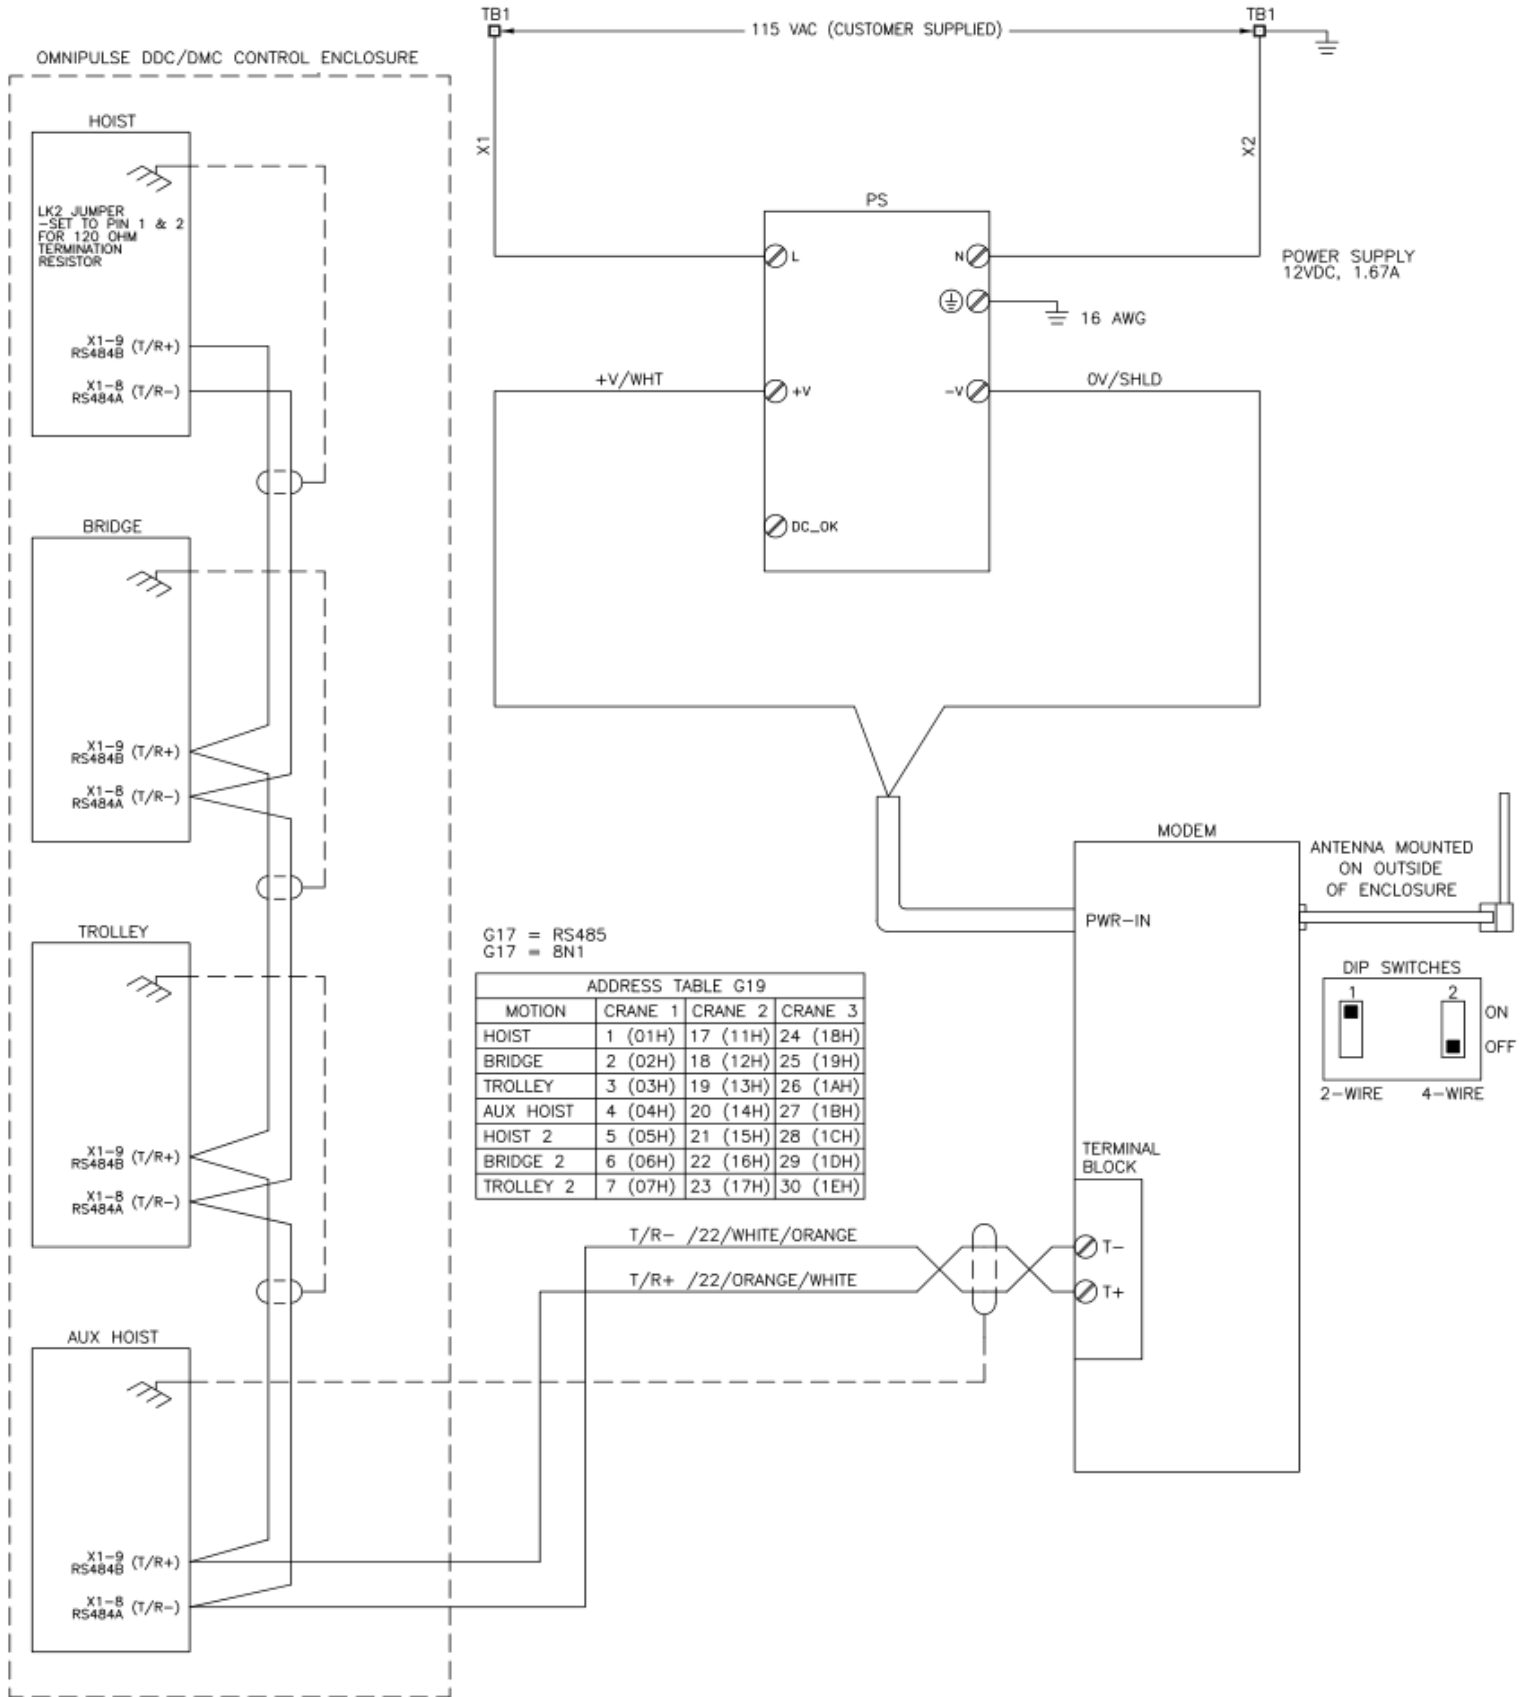 TB1
115 VAC (CUSTOMER SUPPLIED)
TB1
OMNIPULSE DDC/DMC CONTROL ENCLOSURE
HOIST
LK2 JUMPER
-SET TO PIN 1 & 2
FOR 120 OHM
TERMINATION
RESISTOR
X1-9
RS484B (T/R+)
X1-8
RS484A (T/R-)
BRIDGE
X1-9
RS484B (T/R+)
X1-8
RS484A (T/R-)
TROLLEY
X1-9
RS484B (T/R+)
X1-8
RS484A (T/R-)
AUX HOIST
X1-9
RS484B (T/R+)
X1-8
RS484A (T/R-)
X1
X2
PS
L
N
POWER SUPPLY
12VDC, 1.67A
16 AWG
+V/WHT
+V
-V
0V/SHLD
DC_OK
MODEM
PWR-IN
ANTENNA MOUNTED
ON OUTSIDE
OF ENCLOSURE
DIP SWITCHES
1 2
ON
OFF
2-WIRE 4-WIRE
G17 = RS485
G17 = 8N1
ADDRESS TABLE G19
MOTION CRANE 1 CRANE 2 CRANE 3
HOIST 1 (01H) 17 (11H) 24 (18H)
BRIDGE 2 (02H) 18 (12H) 25 (19H)
TROLLEY 3 (03H) 19 (13H) 26 (1AH)
AUX HOIST 4 (04H) 20 (14H) 27 (1BH)
HOIST 2 5 (05H) 21 (15H) 28 (1CH)
BRIDGE 2 6 (06H) 22 (16H) 29 (1DH)
TROLLEY 2 7 (07H) 23 (17H) 30 (1EH)
TERMINAL
BLOCK
T/R- /22/WHITE/ORANGE
T-
T/R+ /22/ORANGE/WHITE
T+